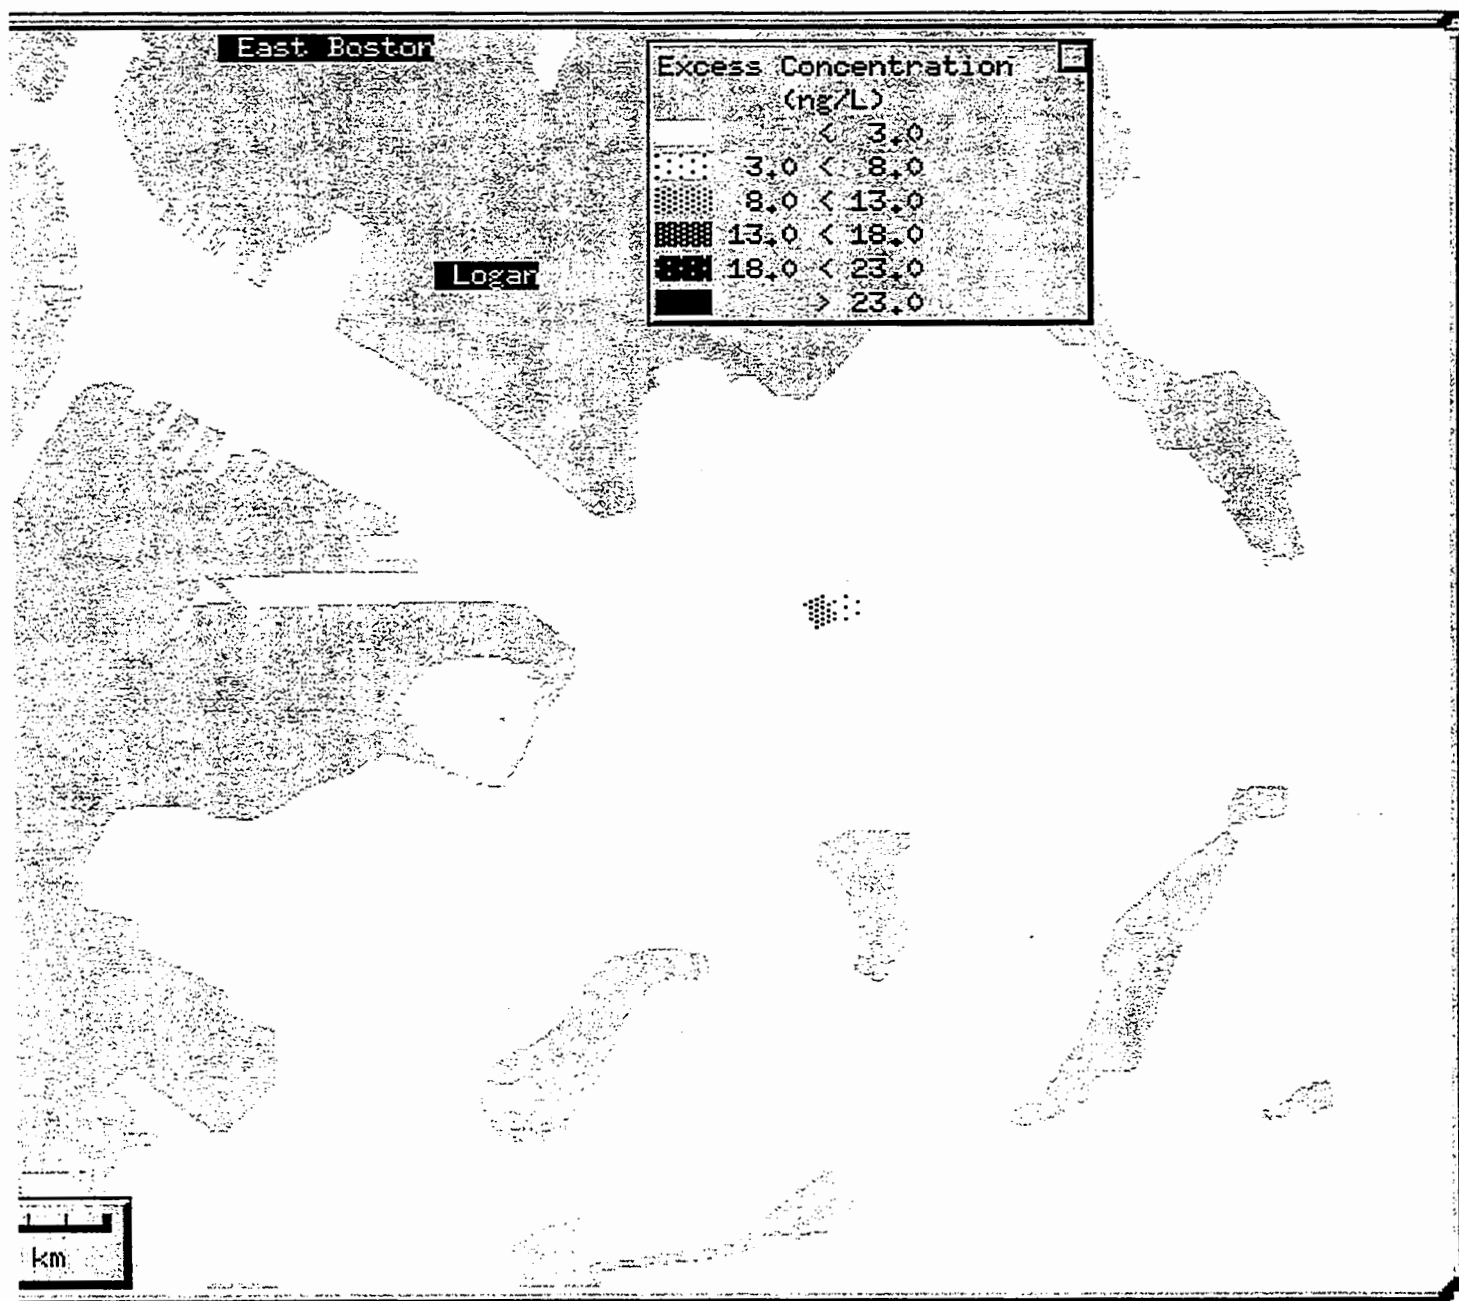 East Boston
Excess Concentration
(ng/L)
< 3.0
3.0 < 8.0
8.0 < 13.0
13.0 < 18.0
18.0 < 23.0
> 23.0
Logan
km